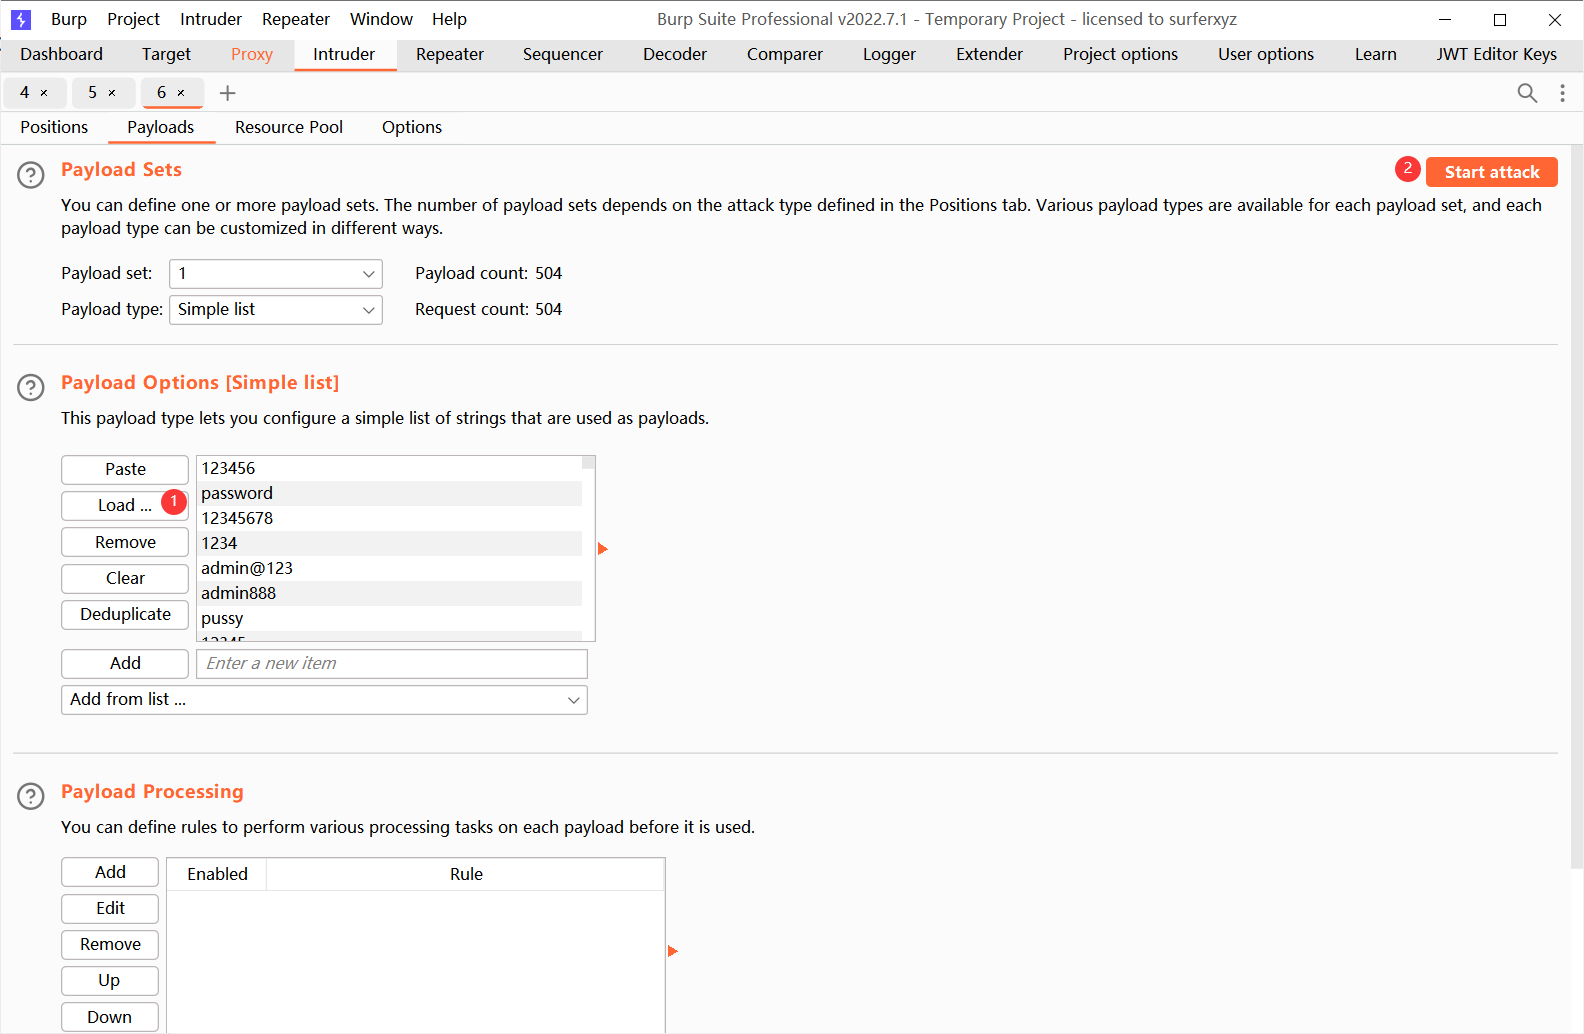 Burp Project Intruder Repeater Window Help Burp Suite Professional v2022.7.1 - Temporary Project - licensed to surferxyz
Dashboard Target Proxy Intruder Repeater Sequencer Decoder Comparer Logger Extender Project options User options Learn JWT Editor Keys
4 × 5 × 6 × +
Positions Payloads Resource Pool Options
? Payload Sets 2 Start attack
You can define one or more payload sets. The number of payload sets depends on the attack type defined in the Positions tab. Various payload types are available for each payload set, and each
payload type can be customized in different ways.
Payload set: 1 Payload count: 504
Payload type: Simple list Request count: 504
? Payload Options [Simple list]
This payload type lets you configure a simple list of strings that are used as payloads.
Paste 123456
password
Load ... 1 12345678
Remove 1234
admin@123
Clear admin888
Deduplicate pussy
12345
Add Enter a new item
Add from list ...
? Payload Processing
You can define rules to perform various processing tasks on each payload before it is used.
Add Enabled Rule
Edit
Remove
Up
Down